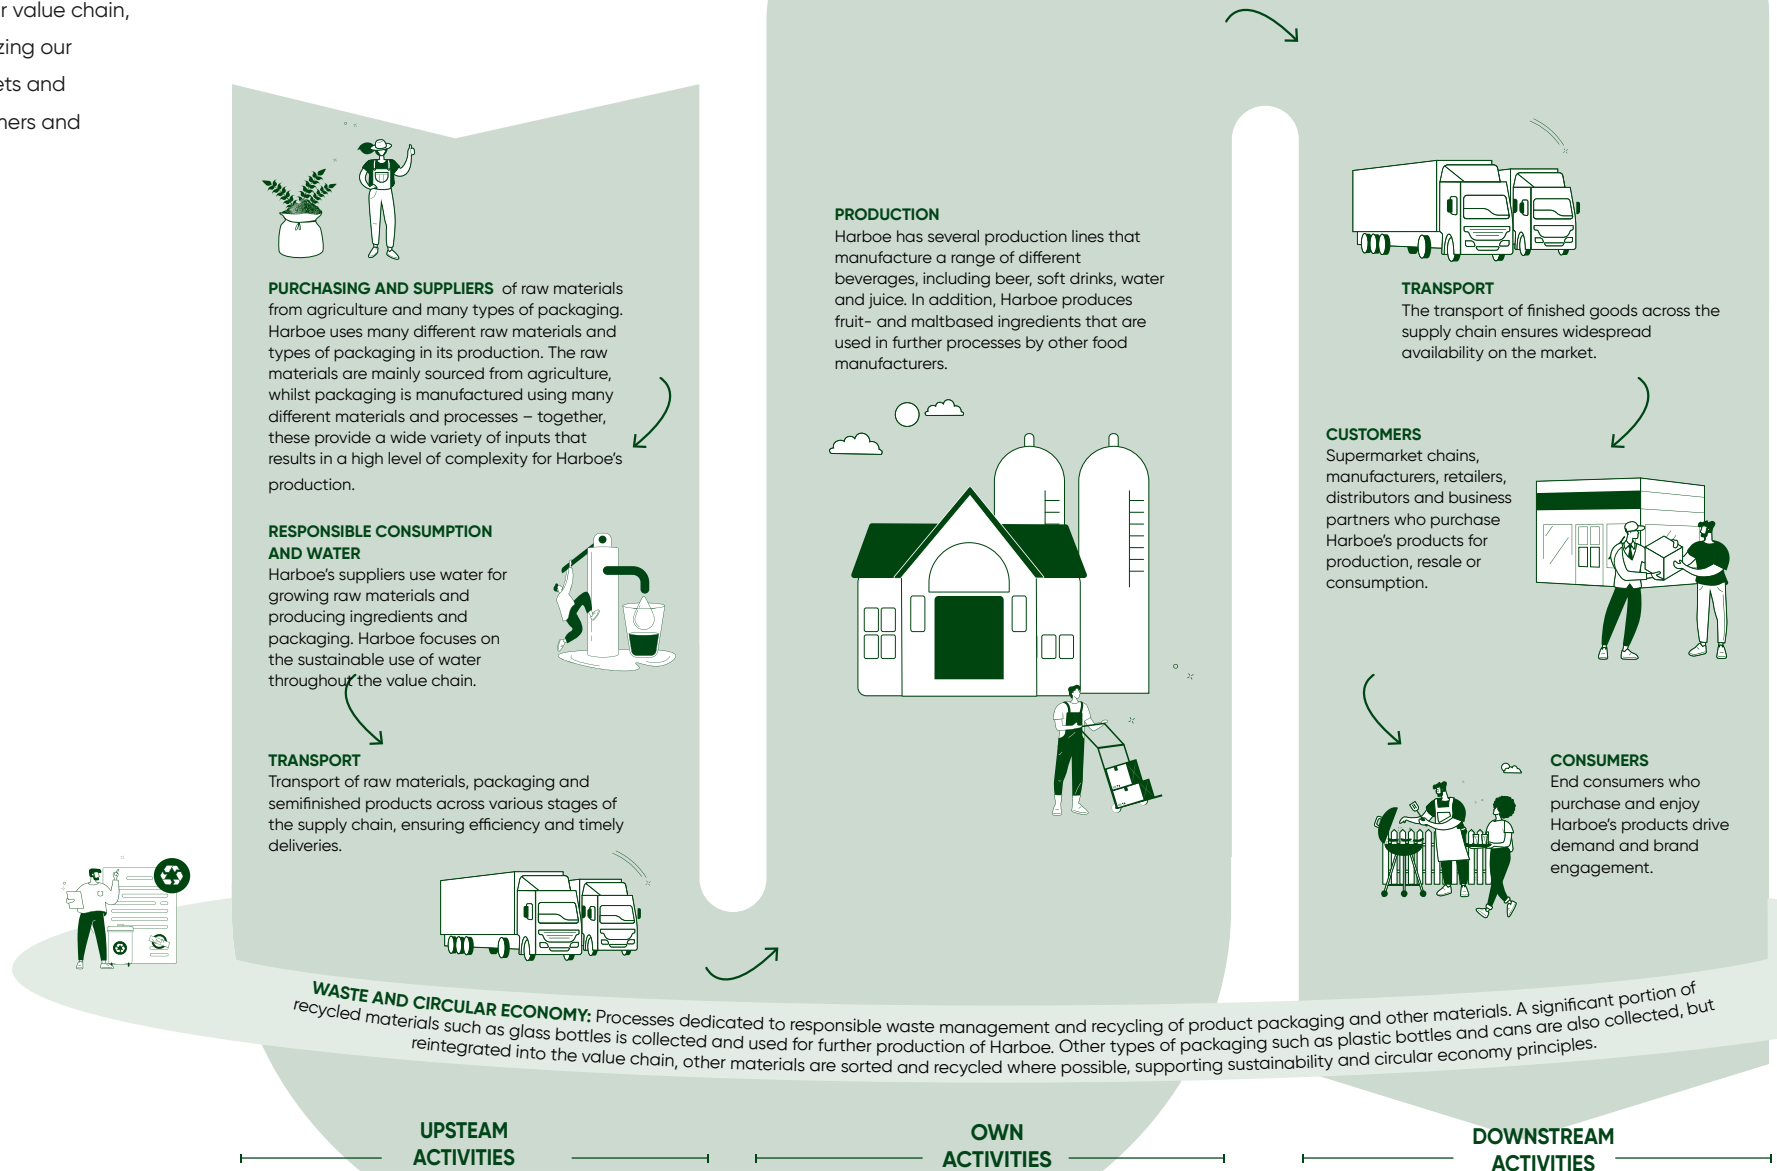 r value chain,
zing our
ets and
ners and
PURCHASING AND SUPPLIERS of raw materials
from agriculture and many types of packaging.
Harboe uses many different raw materials and
types of packaging in its production. The raw
materials are mainly sourced from agriculture,
whilst packaging is manufactured using many
different materials and processes – together,
these provide a wide variety of inputs that
results in a high level of complexity for Harboe's
production.
RESPONSIBLE CONSUMPTION
AND WATER
Harboe's suppliers use water for
growing raw materials and
producing ingredients and
packaging. Harboe focuses on
the sustainable use of water
throughout the value chain.
TRANSPORT
Transport of raw materials, packaging and
semifinished products across various stages of
the supply chain, ensuring efficiency and timely
deliveries.
PRODUCTION
Harboe has several production lines that
manufacture a range of different
beverages, including beer, soft drinks, water
and juice. In addition, Harboe produces
fruit- and maltbased ingredients that are
used in further processes by other food
manufacturers.
TRANSPORT
The transport of finished goods across the
supply chain ensures widespread
availability on the market.
CUSTOMERS
Supermarket chains,
manufacturers, retailers,
distributors and business
partners who purchase
Harboe's products for
production, resale or
consumption.
CONSUMERS
End consumers who
purchase and enjoy
Harboe's products drive
demand and brand
engagement.
WASTE AND CIRCULAR ECONOMY: Processes dedicated to responsible waste management and recycling of product packaging and other materials. A significant portion of
recycled materials such as glass bottles is collected and used for further production of Harboe. Other types of packaging such as plastic bottles and cans are also collected, but
reintegrated into the value chain, other materials are sorted and recycled where possible, supporting sustainability and circular economy principles.
UPSTEAM
ACTIVITIES
OWN
ACTIVITIES
DOWNSTREAM
ACTIVITIES